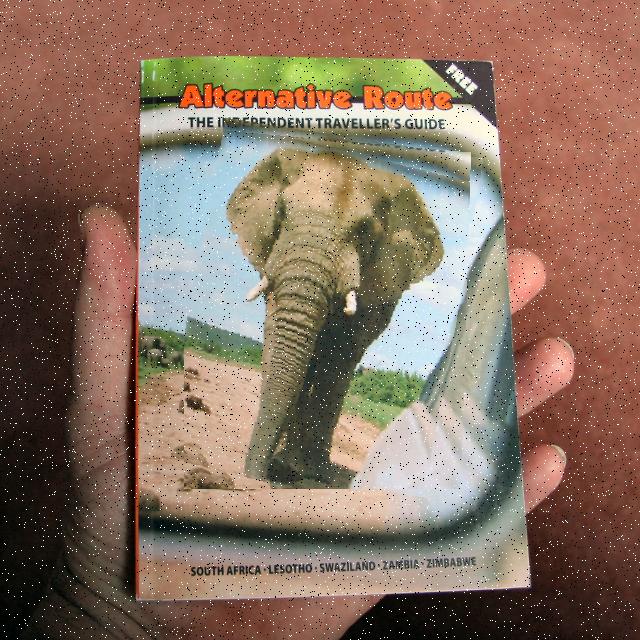 FREE
Alternative Route
THE INDEPENDENT TRAVELLER'S GUIDE
SOUTH AFRICA · LESOTHO · SWAZILAND · ZAMBIA · ZIMBABWE